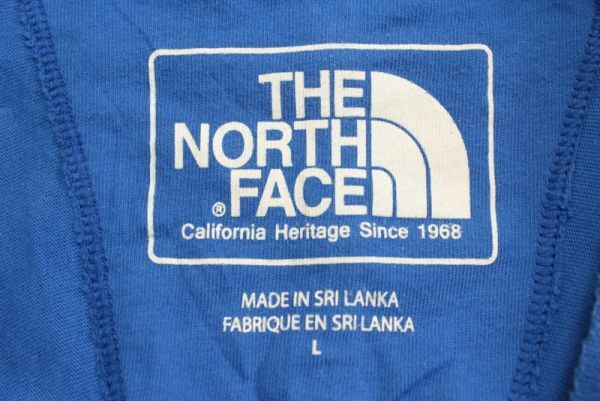 THE
NORTH
® FACE
California Heritage Since 1968
MADE IN SRI LANKA
FABRIQUE EN SRI LANKA
L